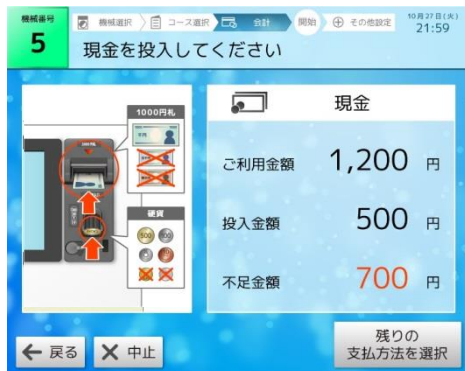 機械番号
5
機械選択
コース選択
会計
開始
その他設定
10月27日(火)
21:59
現金を投入してください
1000円札
硬貨
500
現金
ご利用金額 1,200 円
投入金額 500 円
不足金額 700 円
戻る
中止
残りの
支払方法を選択